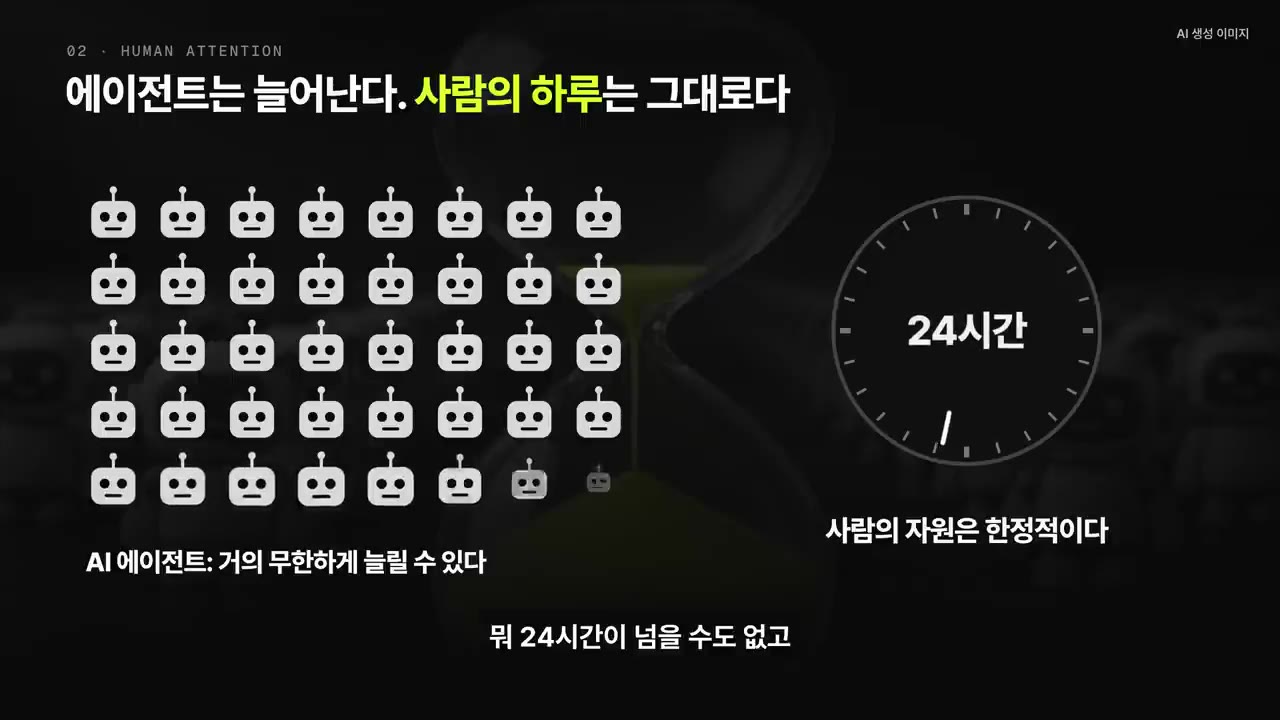 02 · HUMAN ATTENTION
AI 생성 이미지
에이전트는 늘어난다. 사람의 하루는 그대로다
24시간
사람의 자원은 한정적이다
AI 에이전트: 거의 무한하게 늘릴 수 있다
뭐 24시간이 넘을 수도 없고